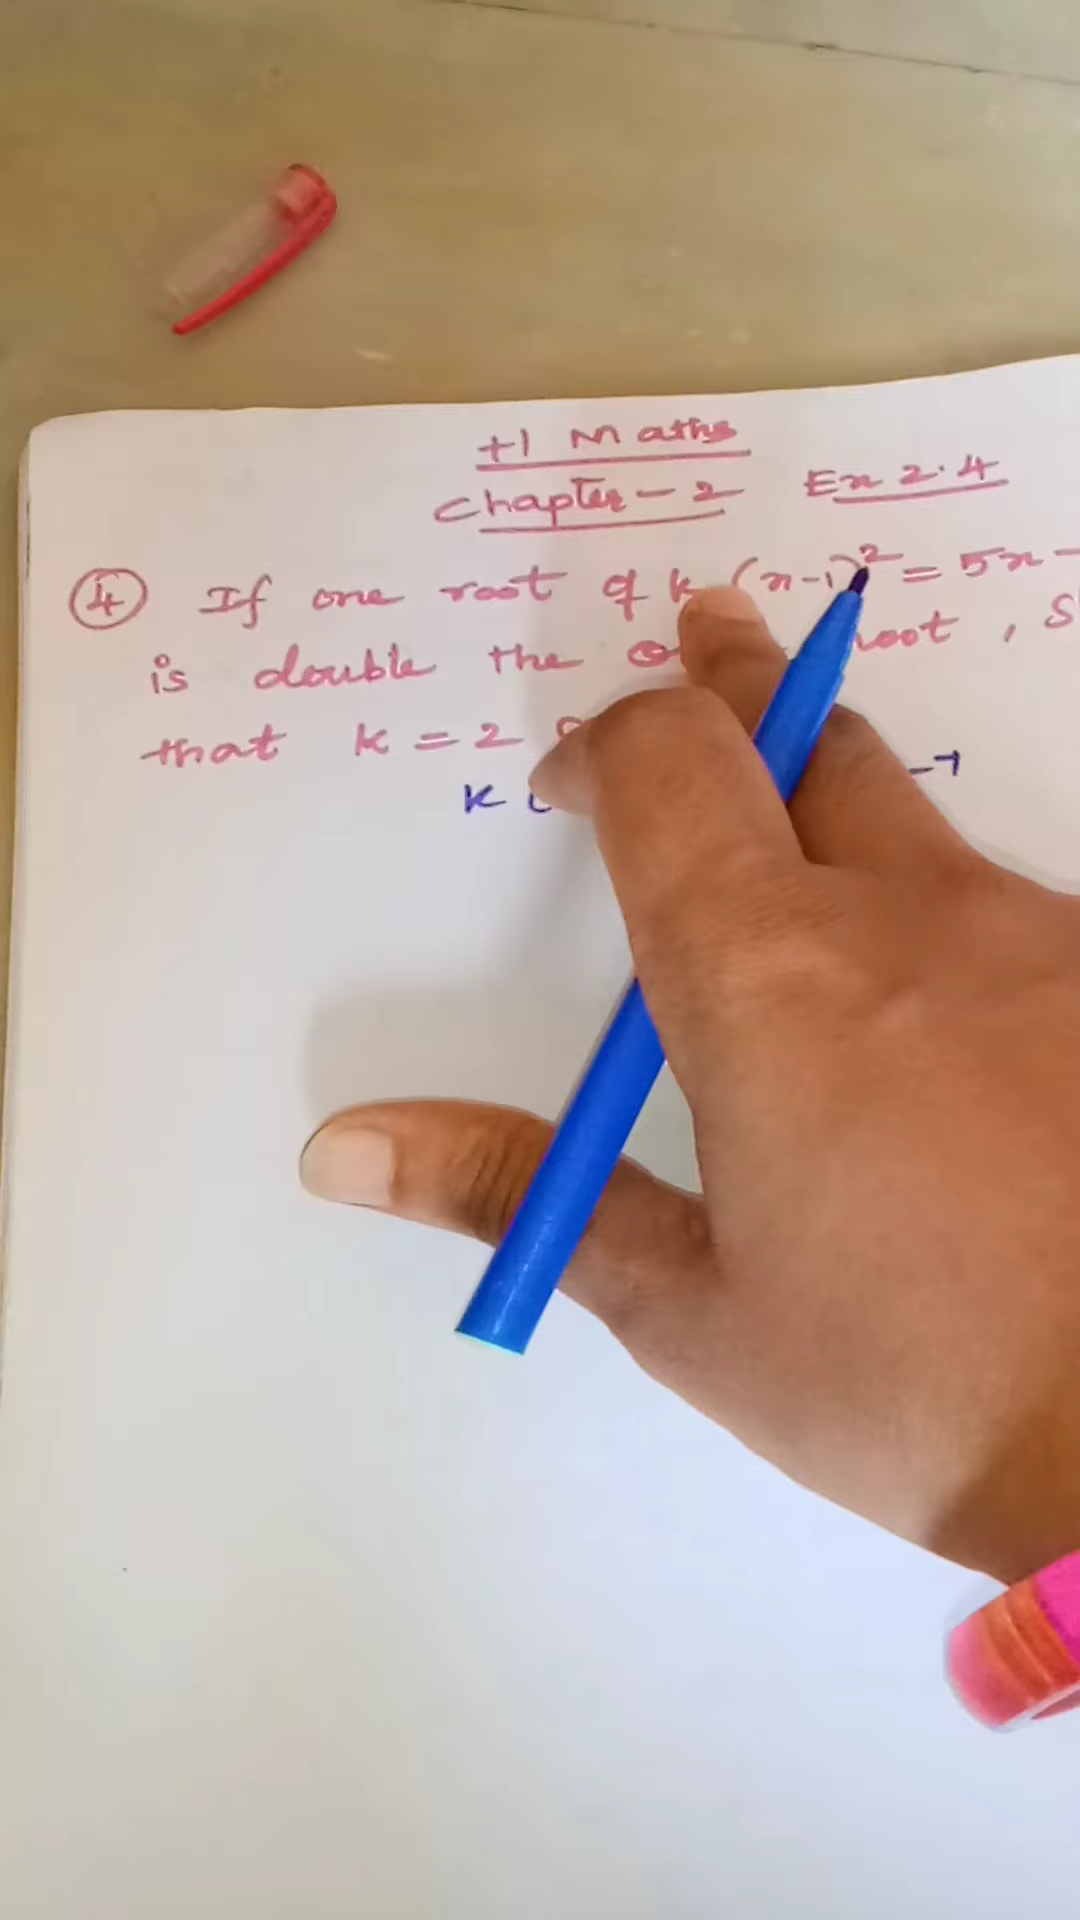 +1 Maths
Chapter - 2 Ex 2.4
④ If one root of k (x-1)² = 5x -
is double the root , S
that k = 2
k ( -7